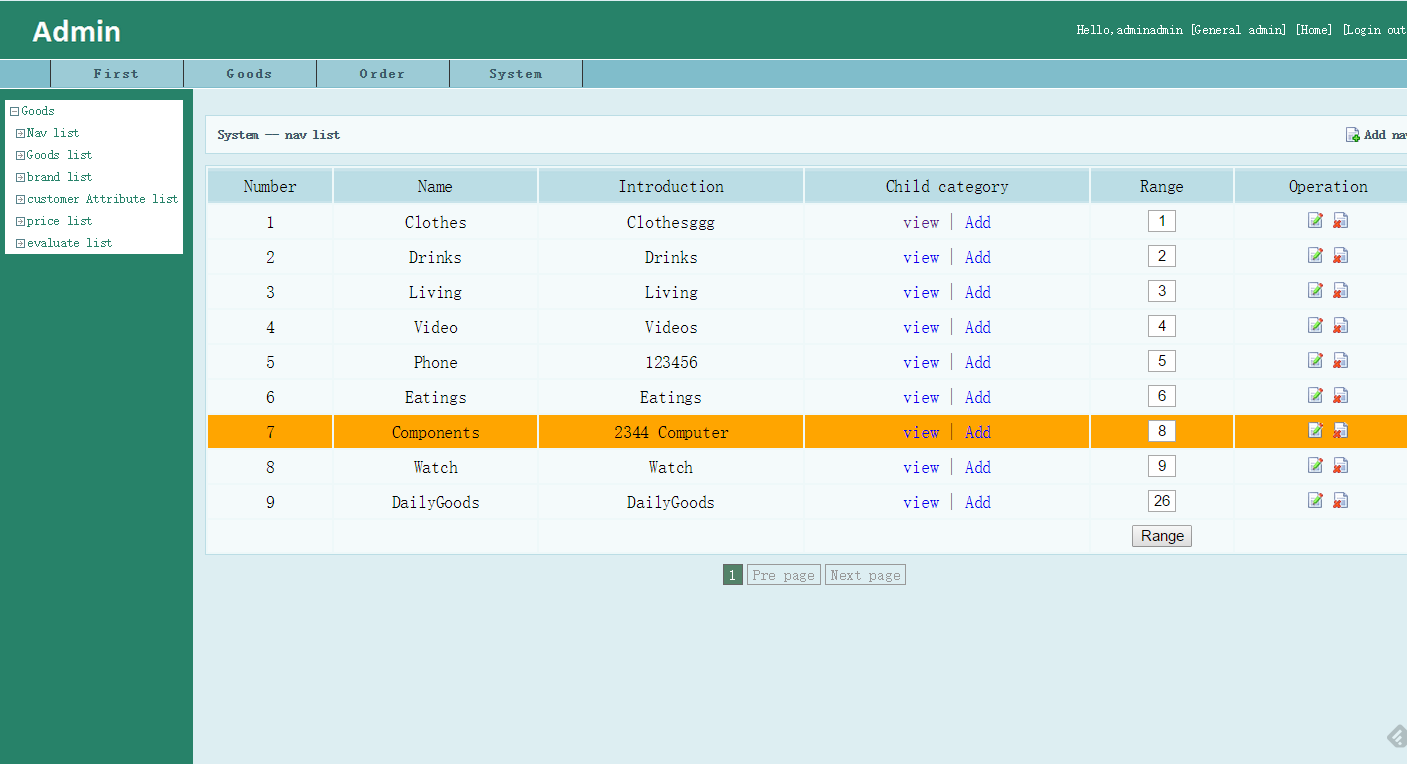 Admin
Hello,adminadmin [General admin] [Home] [Login out
First Goods Order System
Goods
Nav list
Goods list
brand list
customer Attribute list
price list
evaluate list
System -- nav list
Add nav
Number Name Introduction Child category Range Operation
1 Clothes Clothesggg view | Add 1
2 Drinks Drinks view | Add 2
3 Living Living view | Add 3
4 Video Videos view | Add 4
5 Phone 123456 view | Add 5
6 Eatings Eatings view | Add 6
7 Components 2344 Computer view | Add 8
8 Watch Watch view | Add 9
9 DailyGoods DailyGoods view | Add 26
Range
1 Pre page Next page